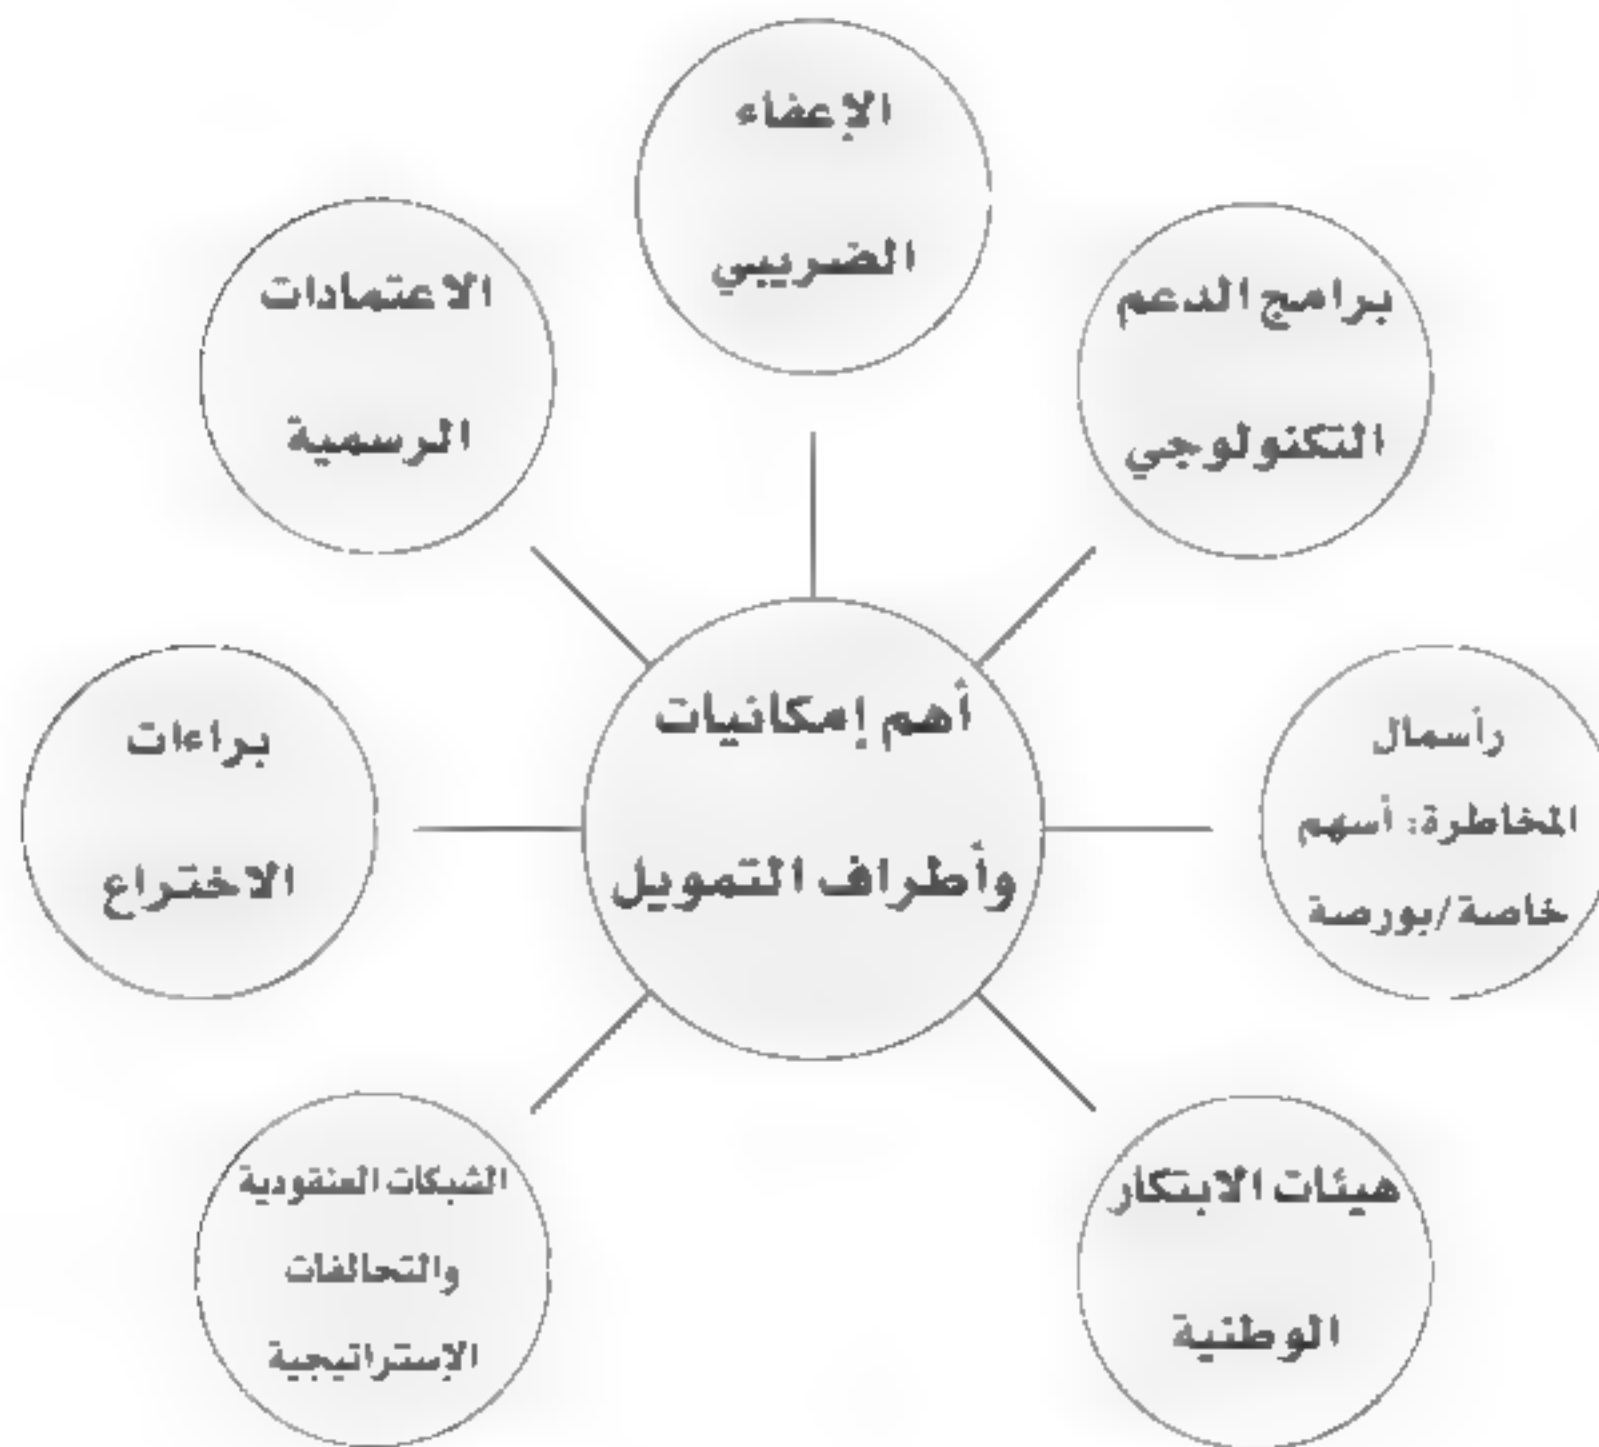 الإعفاء
الضريبي
برامج الدعم
التكنولوجي
رأسمال
المخاطرة: أسهم
خاصة/بورصة
هيئات الابتكار
الوطنية
الشبكات العنقودية
والتحالفات
الإستراتيجية
براءات
الاختراع
الاعتمادات
الرسمية
أهم إمكانيات
وأطراف التمويل